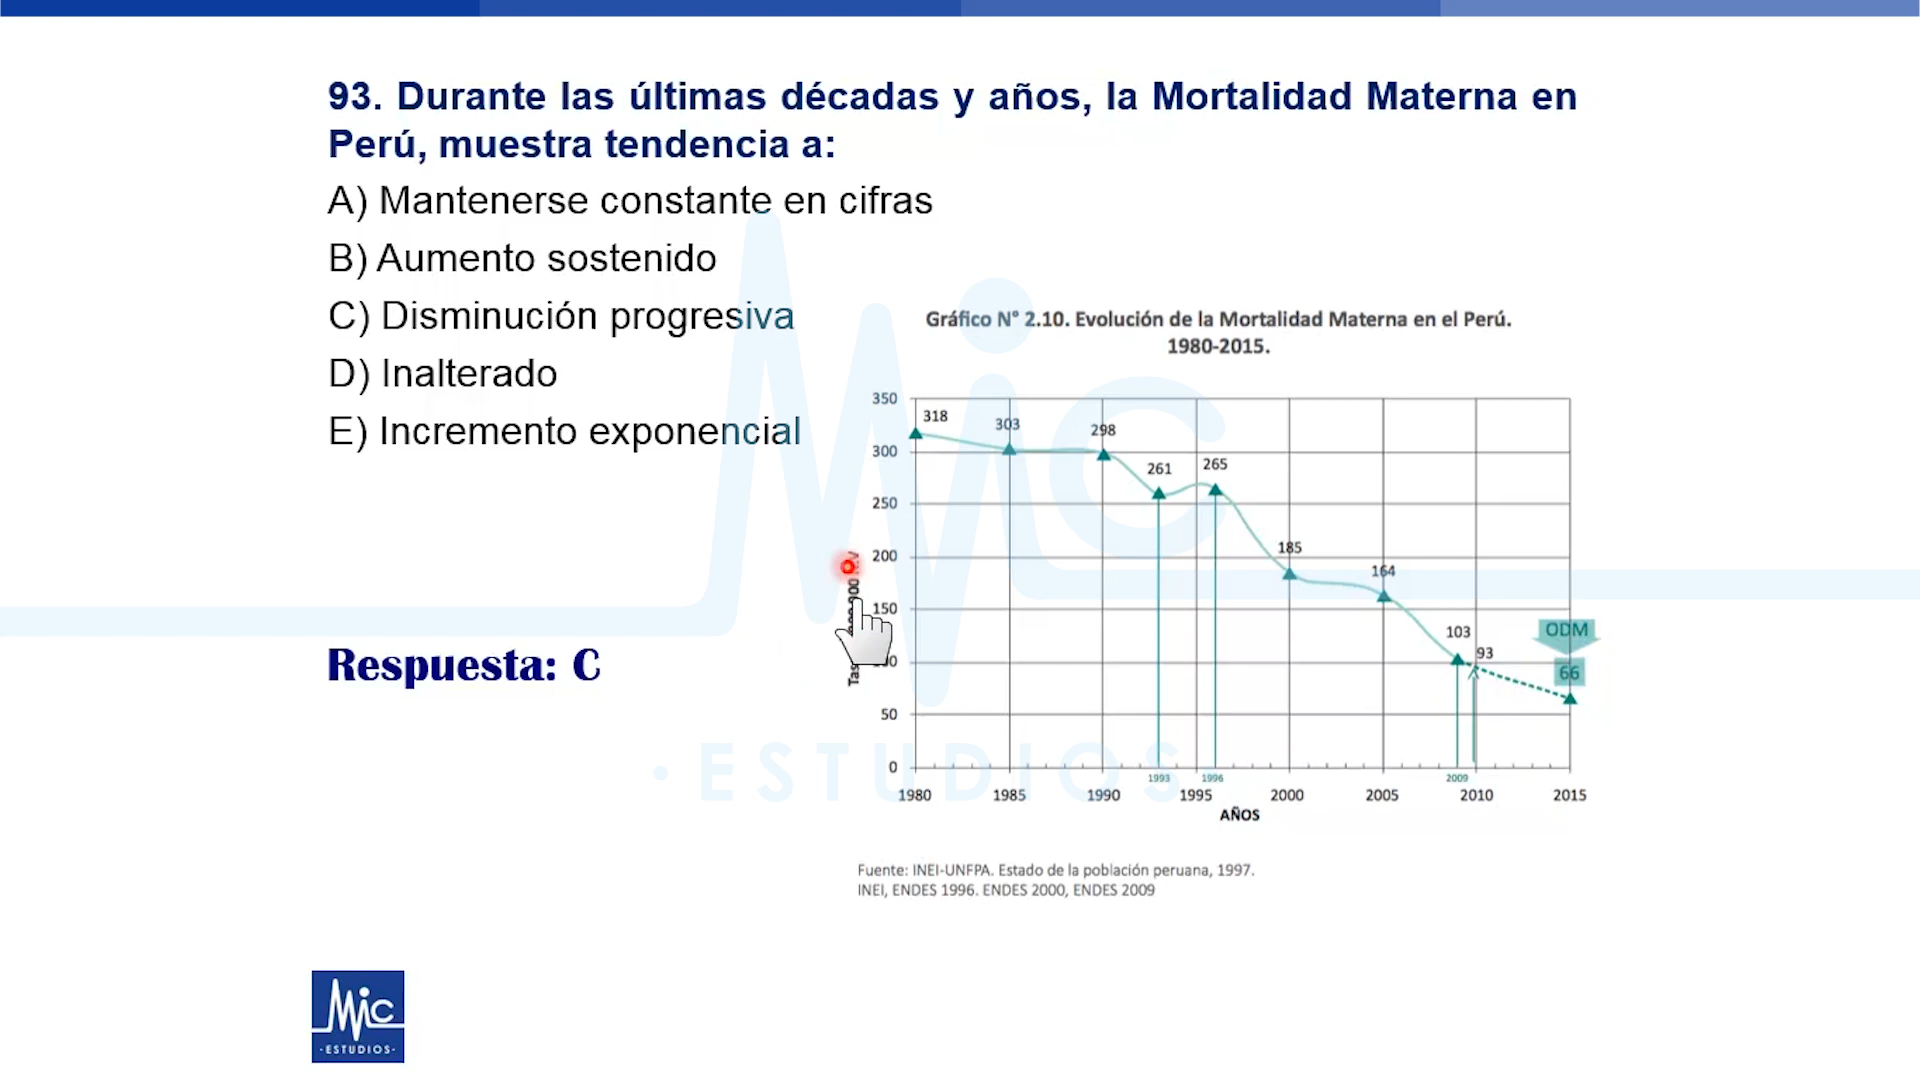 93. Durante las últimas décadas y años, la Mortalidad Materna en
Perú, muestra tendencia a:
A) Mantenerse constante en cifras
B) Aumento sostenido
C) Disminución progresiva
D) Inalterado
E) Incremento exponencial
Respuesta: C
Gráfico N° 2.10. Evolución de la Mortalidad Materna en el Perú.
1980-2015.
350
300
250
200
150
50
0
318
303
298
261
265
185
164
103
93
ODM
66
1993
1996
2009
1980
1985
1990
1995
2000
2005
2010
2015
AÑOS
Fuente: INEI-UNFPA. Estado de la población peruana, 1997.
INEI, ENDES 1996. ENDES 2000, ENDES 2009
MIC
·ESTUDIOS
MIC
·ESTUDIOS·